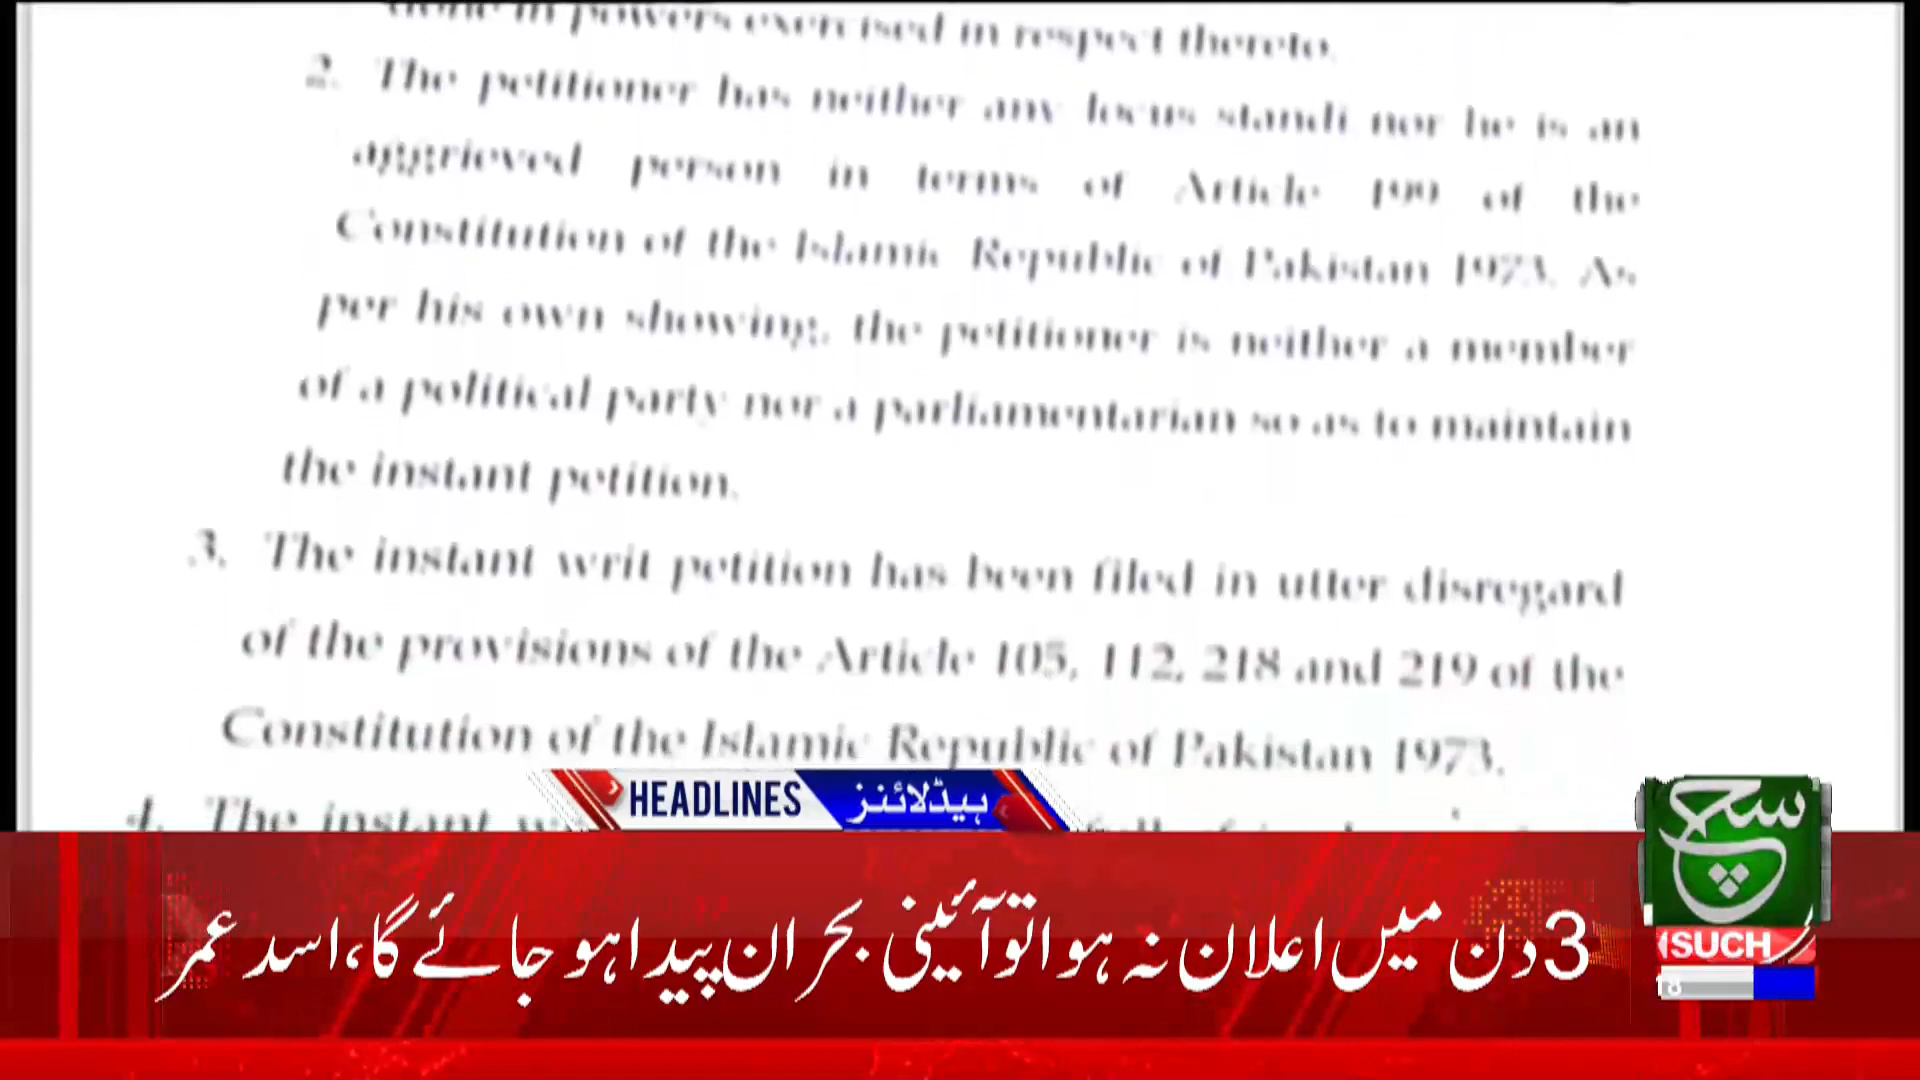 done in powers exercised in respect thereto.
2. The petitioner has neither any locus standi nor he is an
aggrieved person in terms of Article 199 of the
Constitution of the Islamic Republic of Pakistan 1973. As
per his own showing, the petitioner is neither a member
of a political party nor a parliamentarian so as to maintain
the instant petition.
3. The instant writ petition has been filed in utter disregard
of the provisions of the Article 105, 112, 218 and 219 of the
Constitution of the Islamic Republic of Pakistan 1973.
4. The instant
HEADLINES ہیڈلائنز
3 دن میں اعلان نہ ہوا تو آئینی بحران پیدا ہو جائے گا، اسد عمر
سچ
SUCH
18